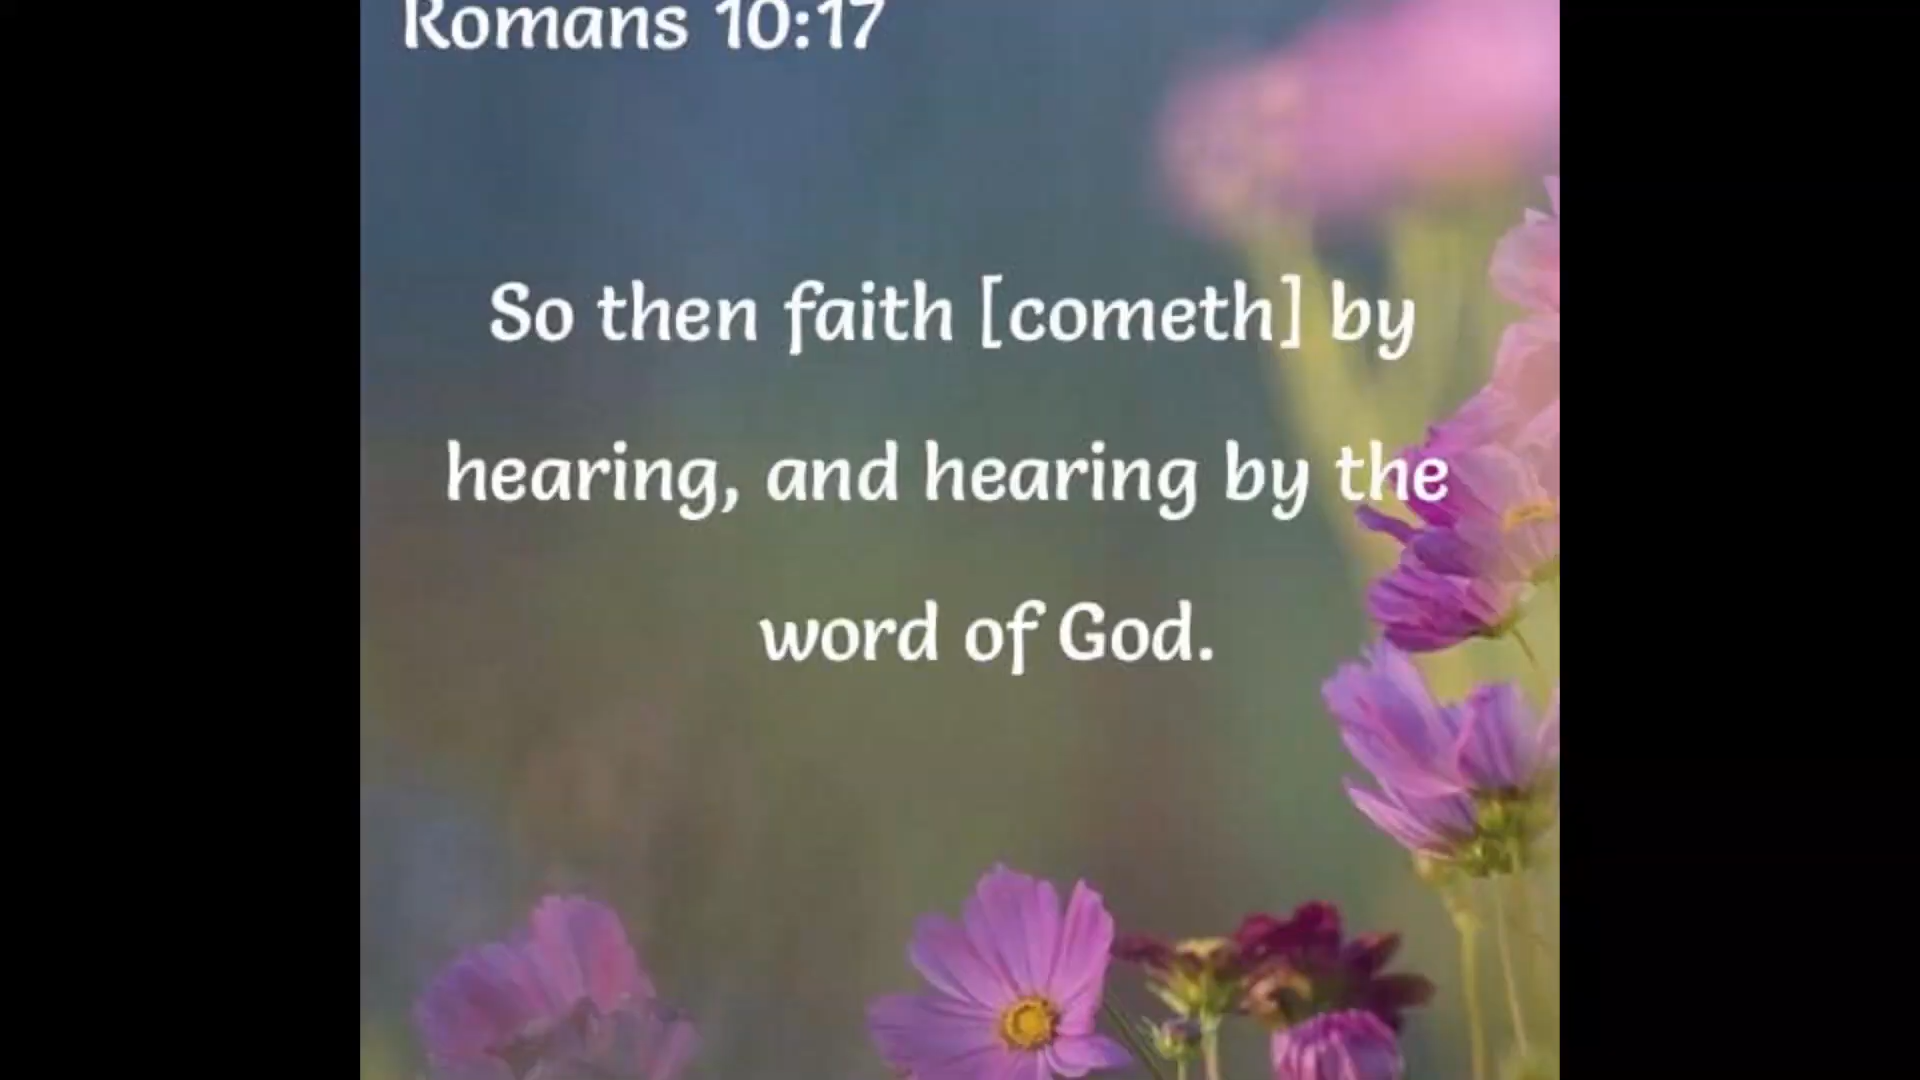 Romans 10:17
So then faith [cometh] by
hearing, and hearing by the
word of God.